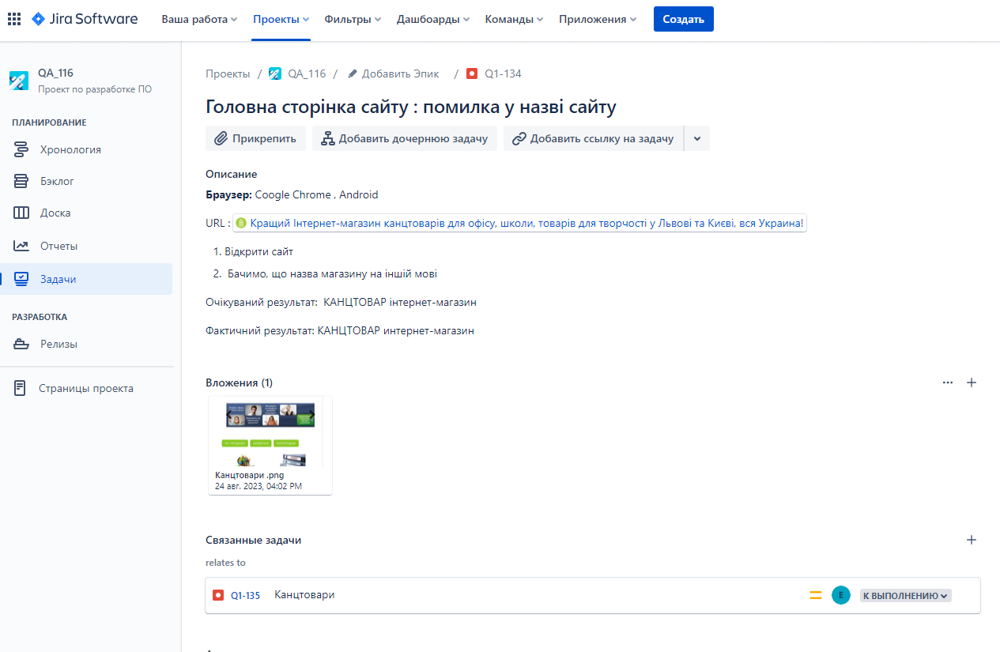 Jira Software Ваша работа Проекты Фильтры Дашбоарды Команды Приложения Создать
QA_116
Проект по разработке ПО
ПЛАНИРОВАНИЕ
Хронология
Бэклог
Доска
Отчеты
Задачи
РАЗРАБОТКА
Релизы
Страницы проекта
Проекты / QA_116 / Добавить Эпик / Q1-134
Головна сторінка сайту : помилка у назві сайту
Прикрепить Добавить дочернюю задачу Добавить ссылку на задачу
Описание
Браузер: Coogle Chrome , Android
URL : Кращий Інтернет-магазин канцтоварів для офісу, школи, товарів для творчості у Львові та Києві, вся Украина!
1. Відкрити сайт
2. Бачимо, що назва магазину на іншій мові
Очікуваний результат: КАНЦТОВАР інтернет-магазин
Фактичний результат: КАНЦТОВАР интернет-магазин
Вложения (1)
Канцтовари .png
24 авг. 2023, 04:02 PM
Связанные задачи
relates to
Q1-135 Канцтовари E К ВЫПОЛНЕНИЮ